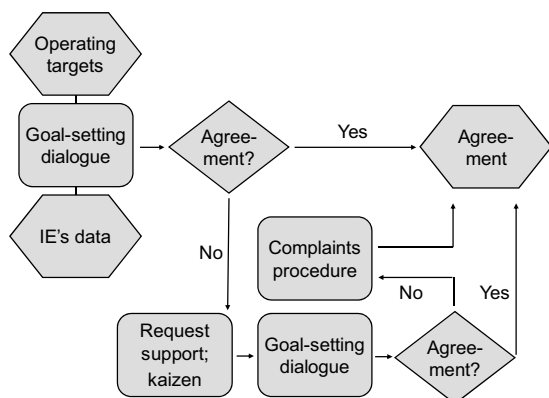 Operating
targets
Goal-setting
dialogue
IE's data
Agree-
ment?
Yes
Agree-
ment
No
Complaints
procedure
No
Yes
Request
support;
kaizen
Goal-setting
dialogue
Agree-
ment?